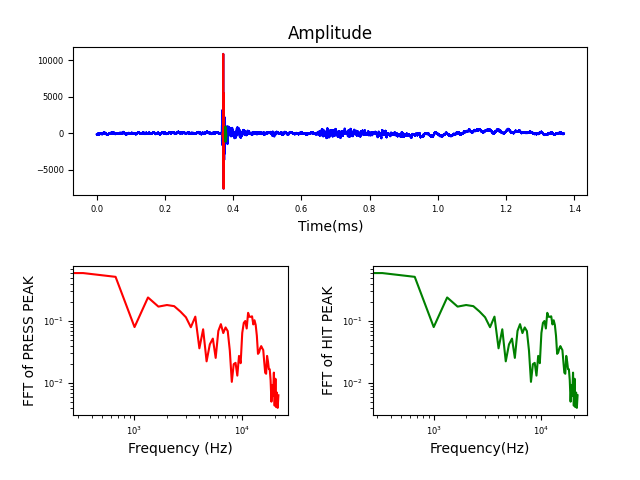 Amplitude
10000
5000
0
−5000
0.0 0.2 0.4 0.6 0.8 1.0 1.2 1.4
Time(ms)
FFT of PRESS PEAK
10⁻¹
10⁻²
10³ 10⁴
Frequency (Hz)
FFT of HIT PEAK
10⁻¹
10⁻²
10³ 10⁴
Frequency(Hz)